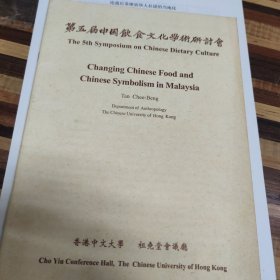 第五屆中國飲食文化學術研討會
The 5th Symposium on Chinese Dietary Culture
Changing Chinese Food and
Chinese Symbolism in Malaysia
Tan Chee-Beng
Department of Anthropology
The Chinese University of Hong Kong
香港中文大學 祖堯堂會議廳
Cho Yiu Conference Hall, The Chinese University of Hong Kong